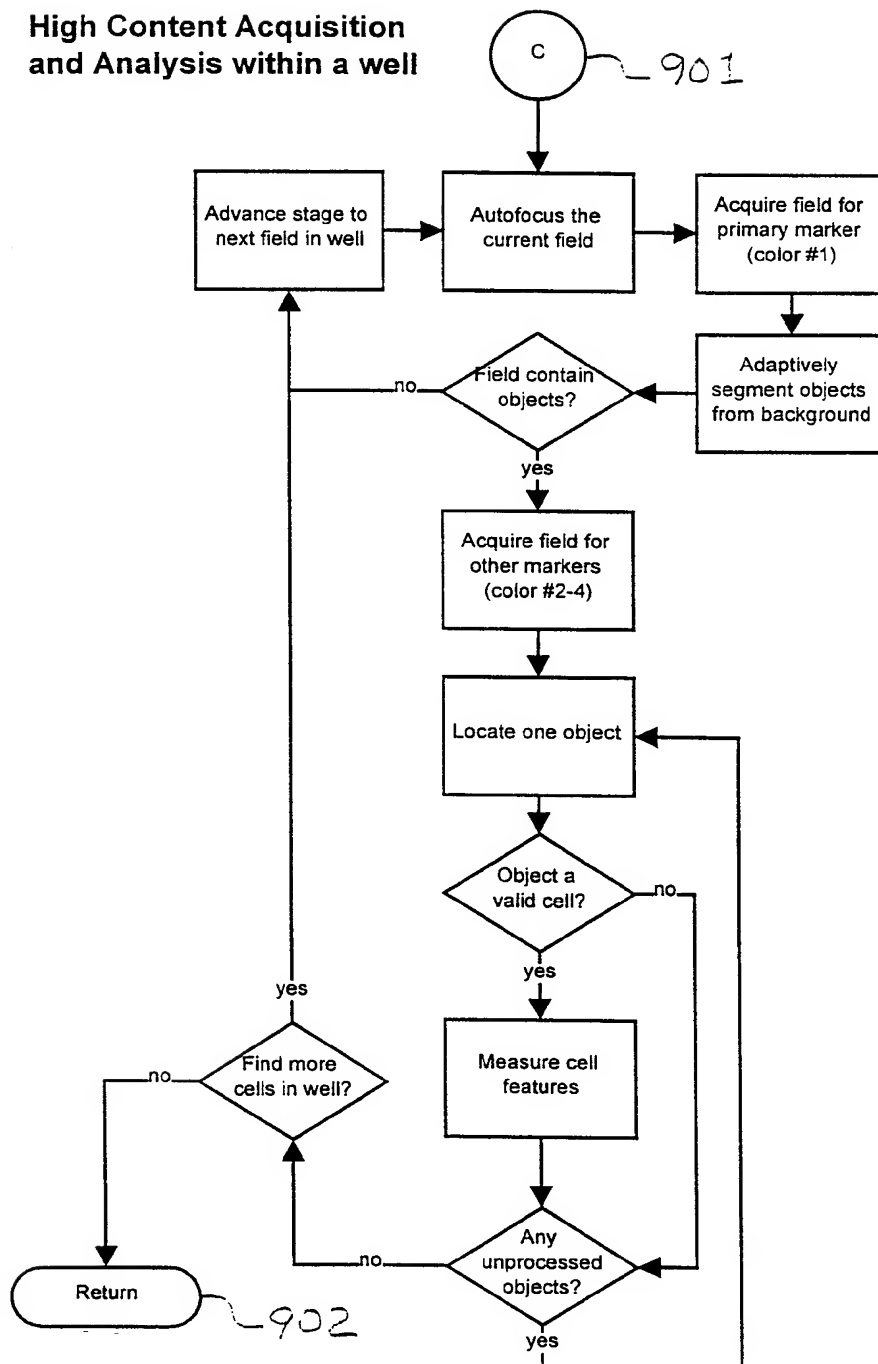 High Content Acquisition
and Analysis within a well
C
901
Advance stage to
next field in well
Autofocus the
current field
Acquire field for
primary marker
(color #1)
Adaptively
segment objects
from background
Field contain
objects?
no
yes
Acquire field for
other markers
(color #2-4)
Locate one object
Object a
valid cell?
no
yes
Measure cell
features
yes
Find more
cells in well?
no
Any
unprocessed
objects?
no
yes
Return
902